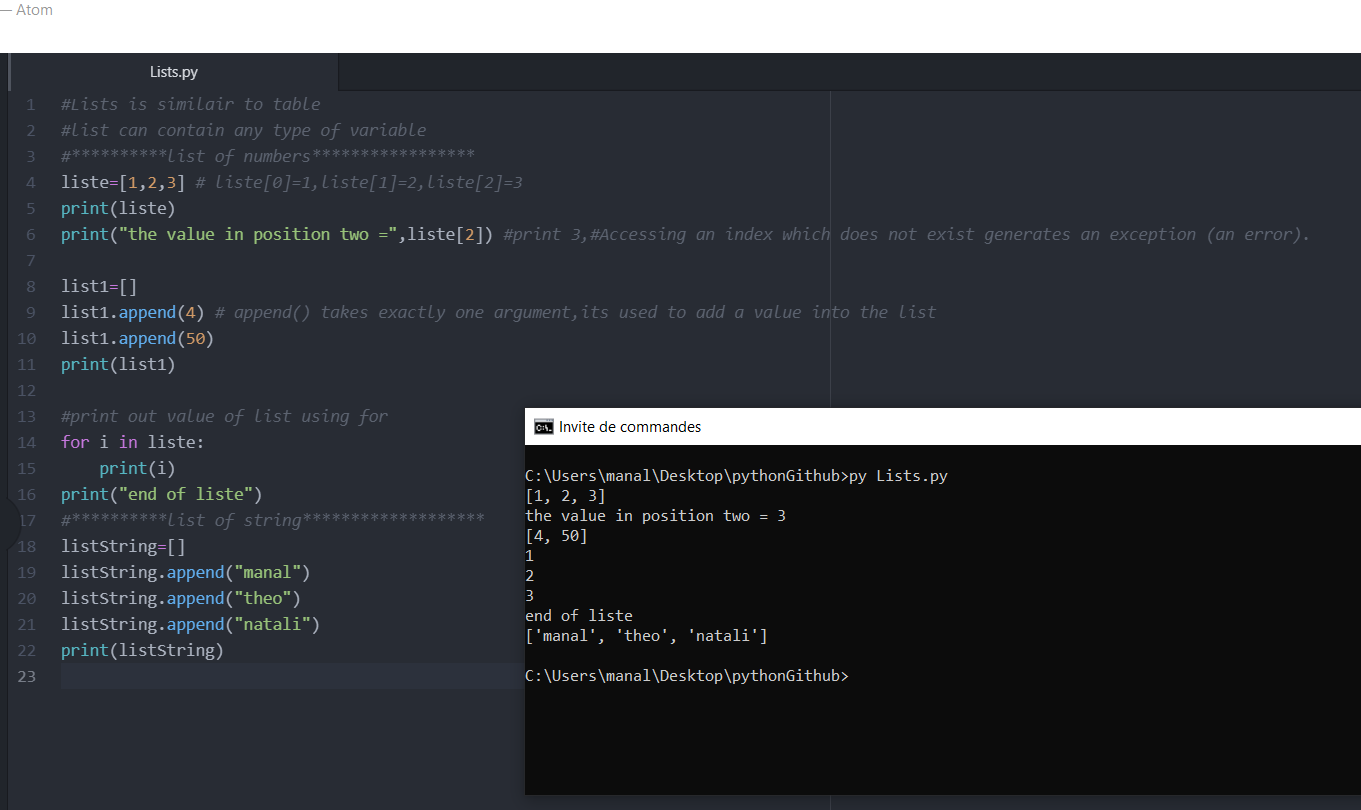 — Atom
Lists.py
1 #Lists is similair to table
2 #list can contain any type of variable
3 #**********list of numbers*****************
4 liste=[1,2,3] # liste[0]=1,liste[1]=2,liste[2]=3
5 print(liste)
6 print("the value in position two =",liste[2]) #print 3,#Accessing an index which does not exist generates an exception (an error).
7
8 list1=[]
9 list1.append(4) # append() takes exactly one argument,its used to add a value into the list
10 list1.append(50)
11 print(list1)
12
13 #print out value of list using for
14 for i in liste:
15     print(i)
16 print("end of liste")
17 #**********list of string*******************
18 listString=[]
19 listString.append("manal")
20 listString.append("theo")
21 listString.append("natali")
22 print(listString)
23
C:\. Invite de commandes
C:\Users\manal\Desktop\pythonGithub>py Lists.py
[1, 2, 3]
the value in position two = 3
[4, 50]
1
2
3
end of liste
['manal', 'theo', 'natali']
C:\Users\manal\Desktop\pythonGithub>